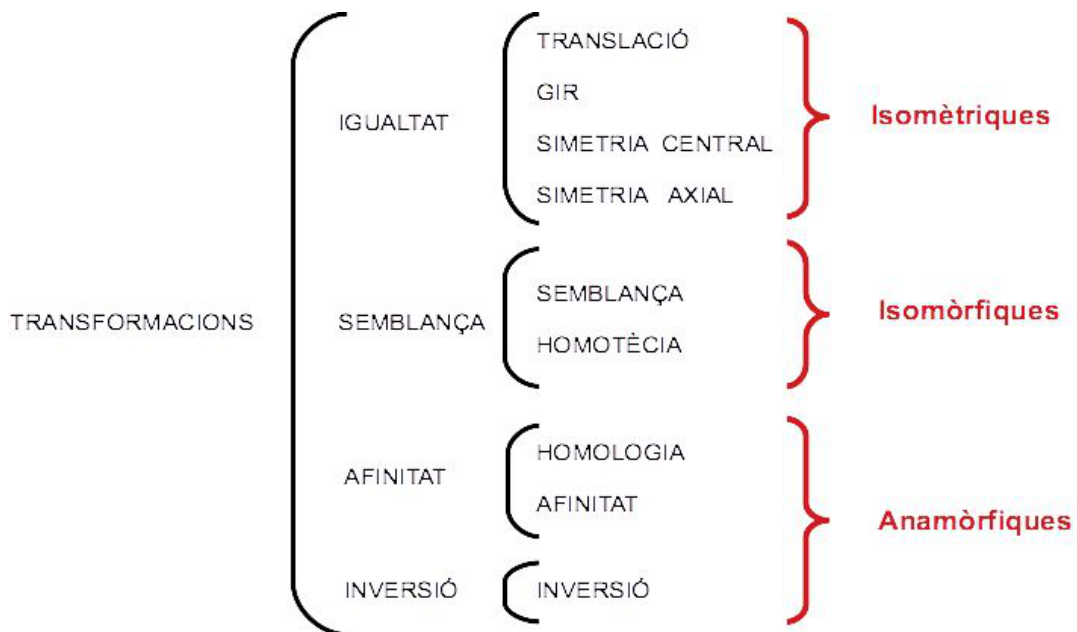 TRANSFORMACIONS
IGUALTAT
TRANSLACIÓ
GIR
SIMETRIA CENTRAL
SIMETRIA AXIAL
Isomètriques
SEMBLANÇA
SEMBLANÇA
HOMOTÈCIA
Isomòrfiques
AFINITAT
HOMOLOGIA
AFINITAT
INVERSIÓ
INVERSIÓ
Anamòrfiques